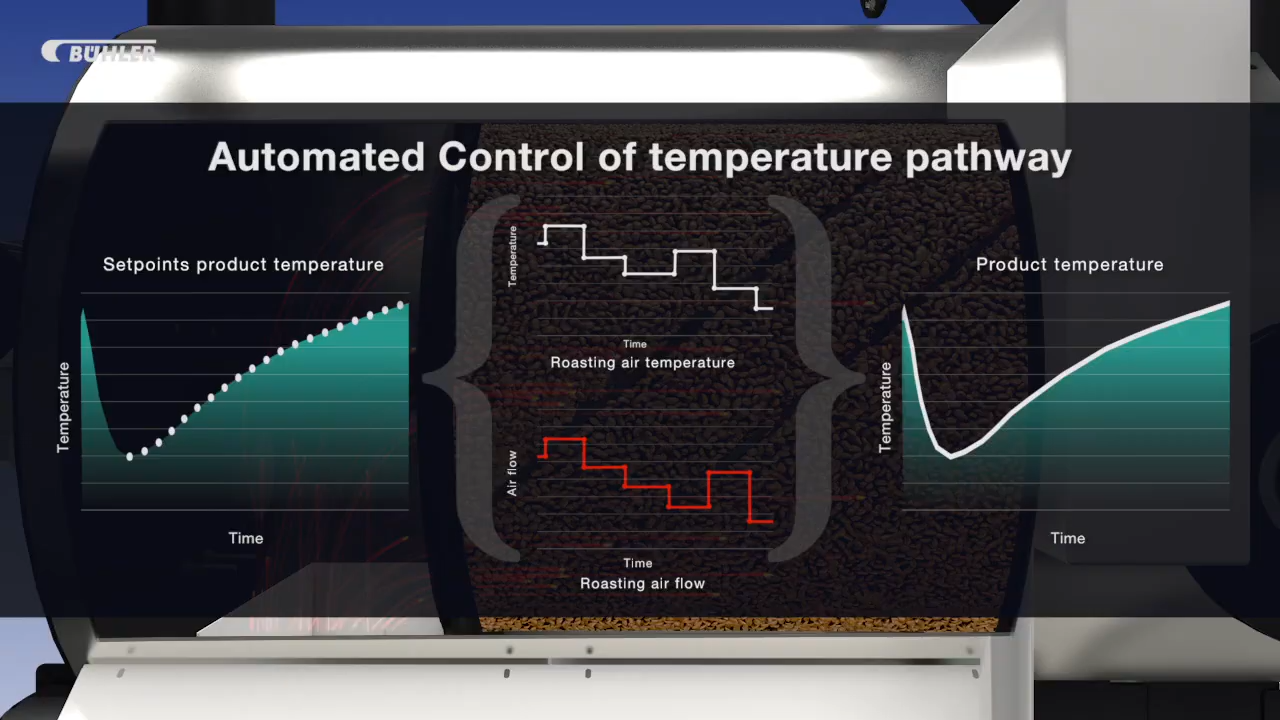 BÜHLER
Automated Control of temperature pathway
Setpoints product temperature
Temperature
Time
Temperature
Time
Roasting air temperature
Air flow
Time
Roasting air flow
Product temperature
Temperature
Time